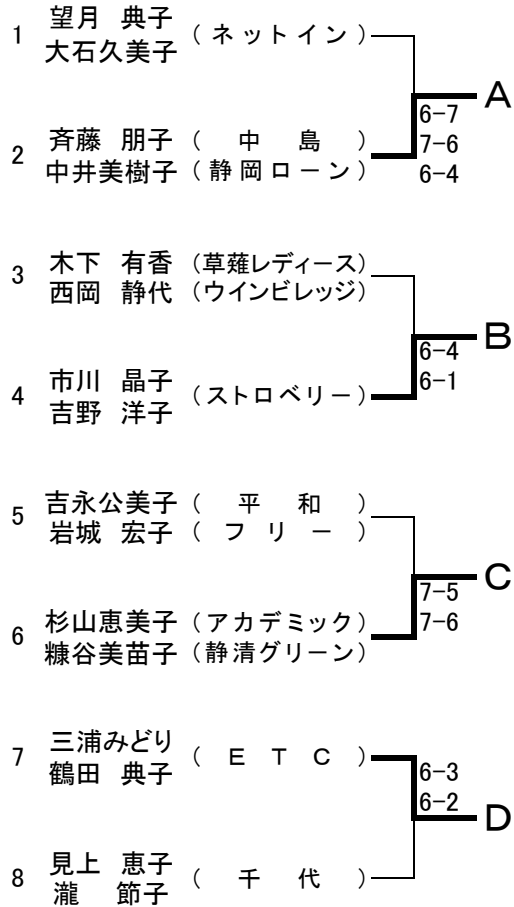 1 望月 典子 (ネットイン)
大石久美子
A
6-7
7-6
6-4
2 斉藤 朋子 (中島)
中井美樹子 (静岡ローン)
3 木下 有香 (草薙レディース)
西岡 静代 (ウインビレッジ)
B
6-4
6-1
4 市川 晶子 (ストロベリー)
吉野 洋子
5 吉永公美子 (平和)
岩城 宏子 (フリー)
C
7-5
7-6
6 杉山恵美子 (アカデミック)
糠谷美苗子 (静清グリーン)
7 三浦みどり (ETC)
鶴田 典子
6-3
6-2
D
8 見上 恵子 (千代)
瀧 節子